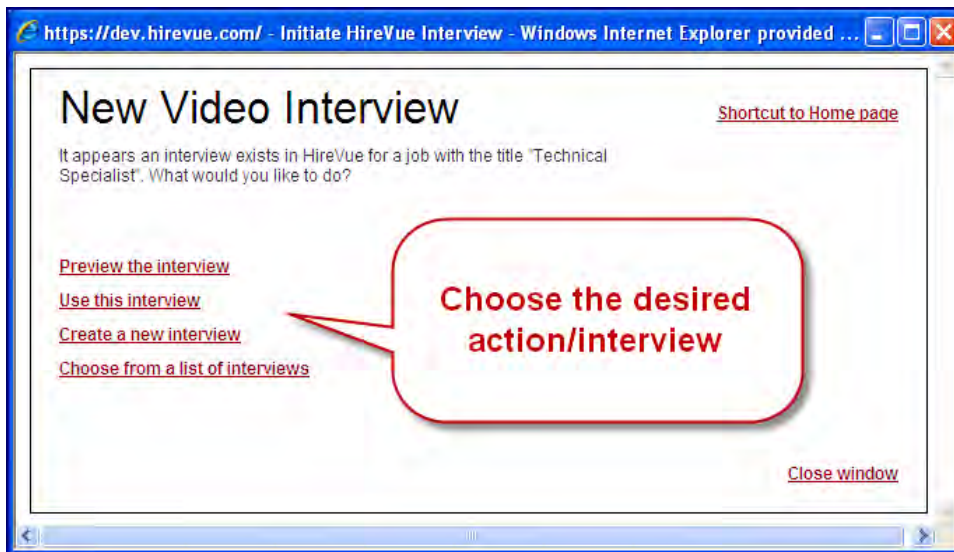 https://dev.hirevue.com/ - Initiate HireVue Interview - Windows Internet Explorer provided ...
New Video Interview
Shortcut to Home page
It appears an interview exists in HireVue for a job with the title "Technical
Specialist". What would you like to do?
Preview the interview
Use this interview
Create a new interview
Choose from a list of interviews
Choose the desired
action/interview
Close window